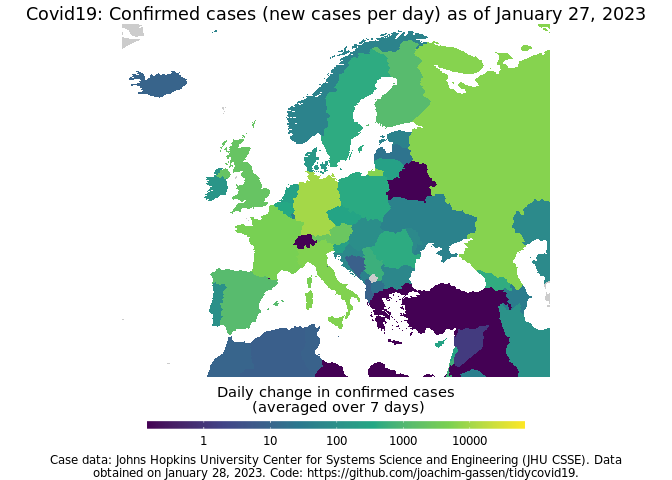 Covid19: Confirmed cases (new cases per day) as of January 27, 2023
Daily change in confirmed cases
(averaged over 7 days)
1 10 100 1000 10000
Case data: Johns Hopkins University Center for Systems Science and Engineering (JHU CSSE). Data
obtained on January 28, 2023. Code: https://github.com/joachim-gassen/tidycovid19.